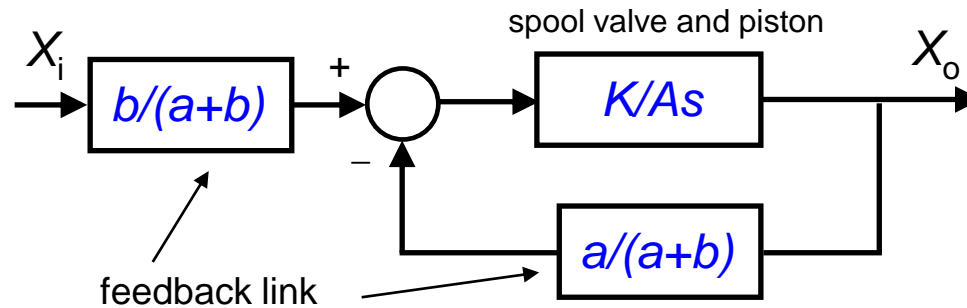 spool valve and piston
Xi
b/(a+b)
+
−
K/As
Xo
a/(a+b)
feedback link